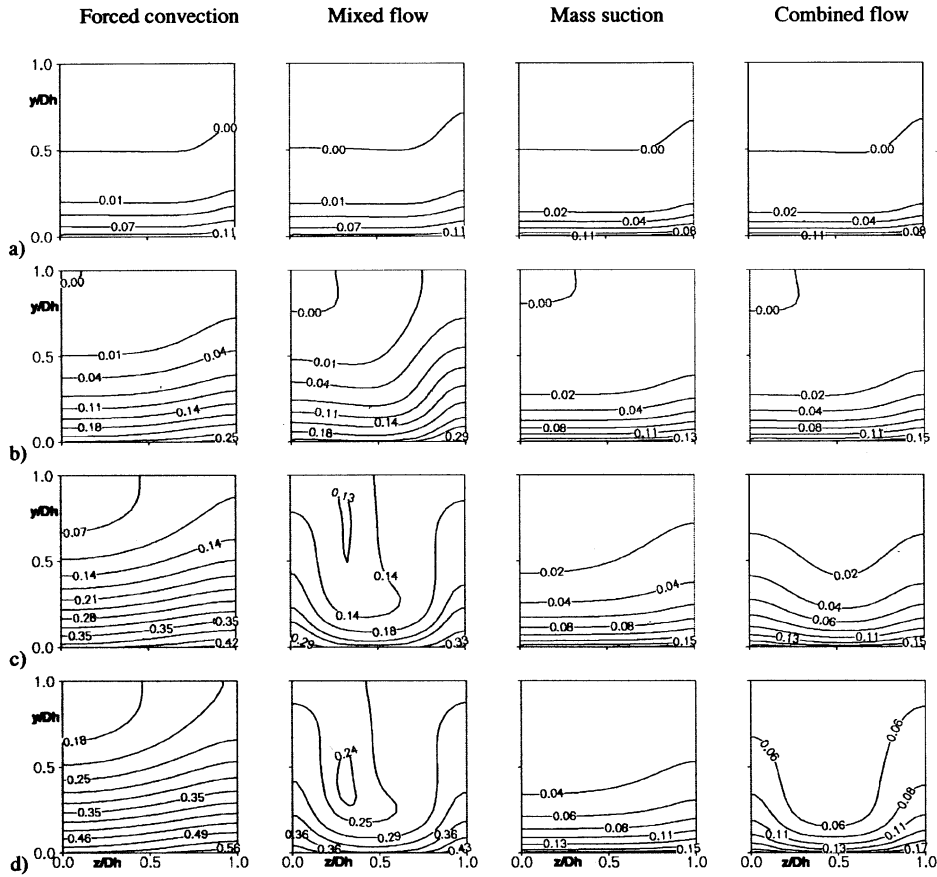 Forced convection Mixed flow Mass suction Combined flow
1.0
y/Dh
0.00 0.00 0.00 0.00
0.5
0.01 0.01 0.02 0.04 0.02 0.04
0.07 0.11 0.07 0.11 0.11 0.08 0.11 0.08
0.0
a)
1.0
0.00 0.00 0.00 0.00
y/Dh
0.5
0.01 0.04 0.01
0.04 0.04 0.02 0.02
0.11 0.14 0.11 0.14 0.04 0.04
0.18 0.18 0.08 0.11 0.08 0.11
0.25 0.29 0.13 0.15
0.0
b)
1.0
0.13
y/Dh
0.07
0.5
0.14 0.14 0.14 0.02 0.02
0.21 0.14 0.04 0.04 0.04
0.28 0.35 0.18 0.08 0.08 0.06
0.35 0.35 0.29 0.33 0.13 0.11
0.42 0.15 0.15
0.0
c)
1.0
y/Dh
0.18 0.24 0.06 0.06
0.5
0.25 0.04
0.35 0.35 0.25 0.06 0.08 0.06 0.08
0.46 0.49 0.36 0.29 0.36 0.11 0.11 0.11
0.56 0.36 0.43 0.13 0.15 0.13 0.17
0.0
d)
0.0 z/Dh 0.5 1.0 0.0 z/Dh 0.5 1.0 0.0 z/Dh 0.5 1.0 0.0 z/Dh 0.5 1.0